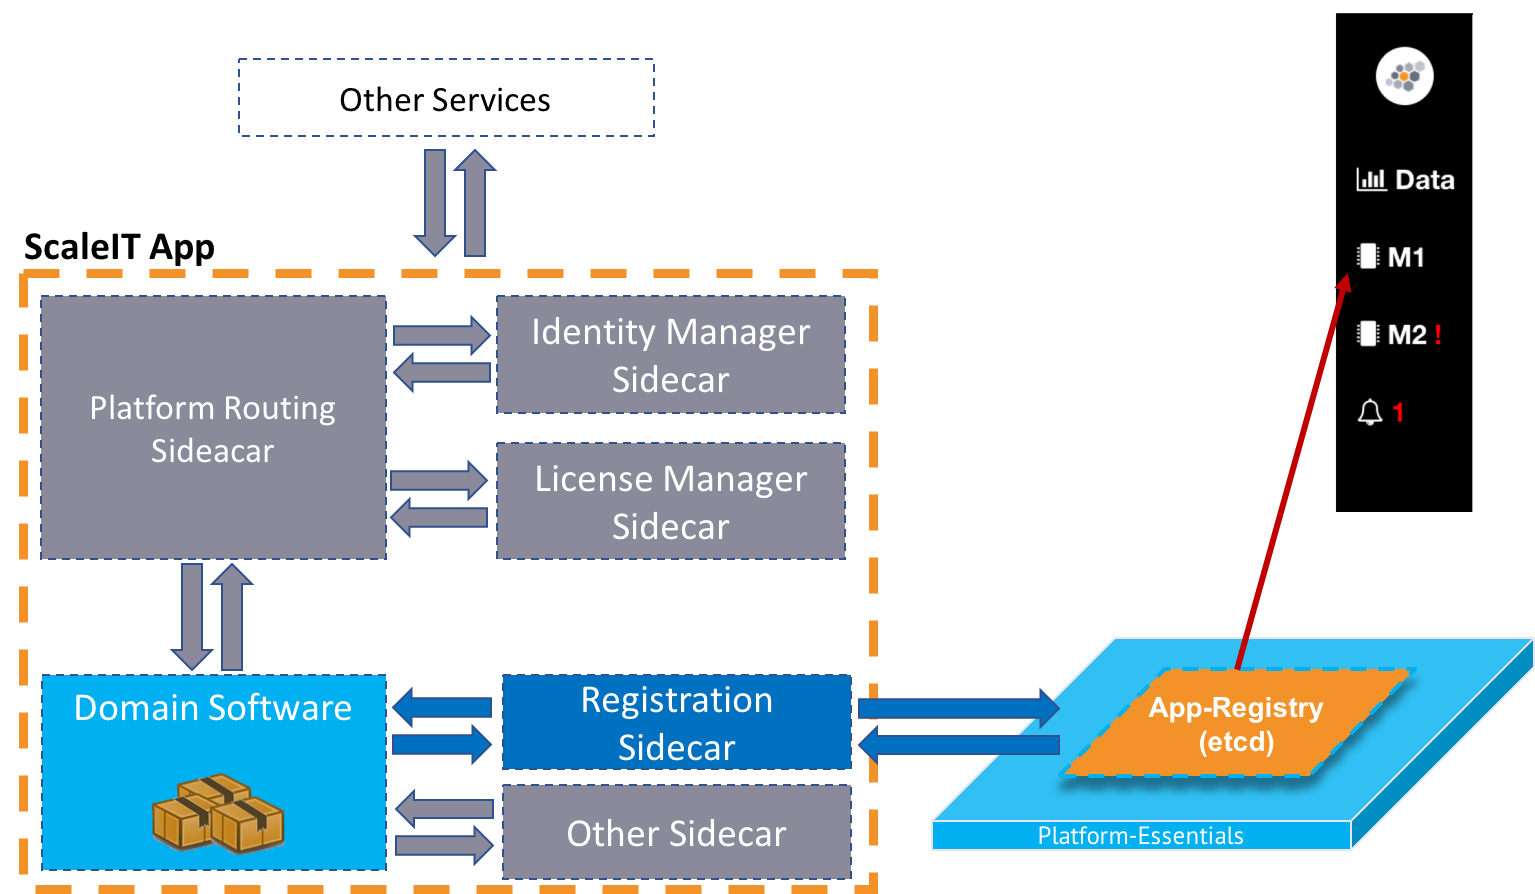 Other Services
ScaleIT App
Platform Routing
Sideacar
Identity Manager
Sidecar
License Manager
Sidecar
Domain Software
Registration
Sidecar
Other Sidecar
App-Registry
(etcd)
Platform-Essentials
Data
M1
M2 !
1